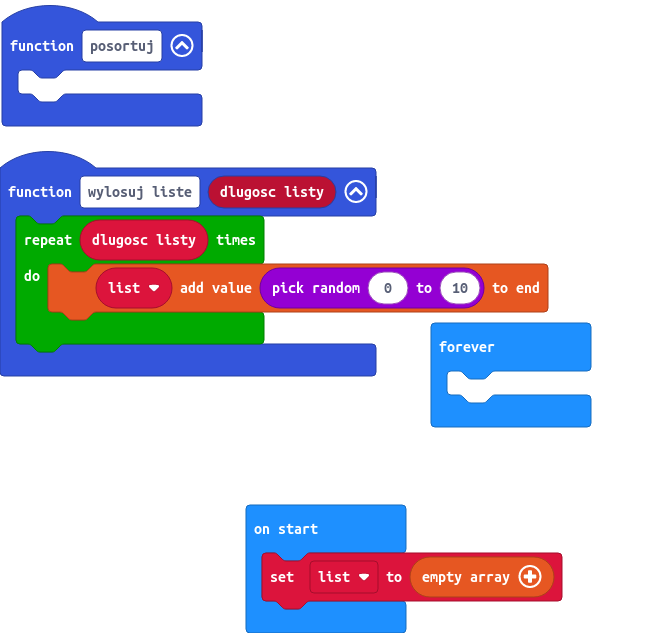 function posortuj
function wylosuj liste dlugosc listy
repeat dlugosc listy times
do list add value pick random 0 to 10 to end
forever
on start
set list to empty array